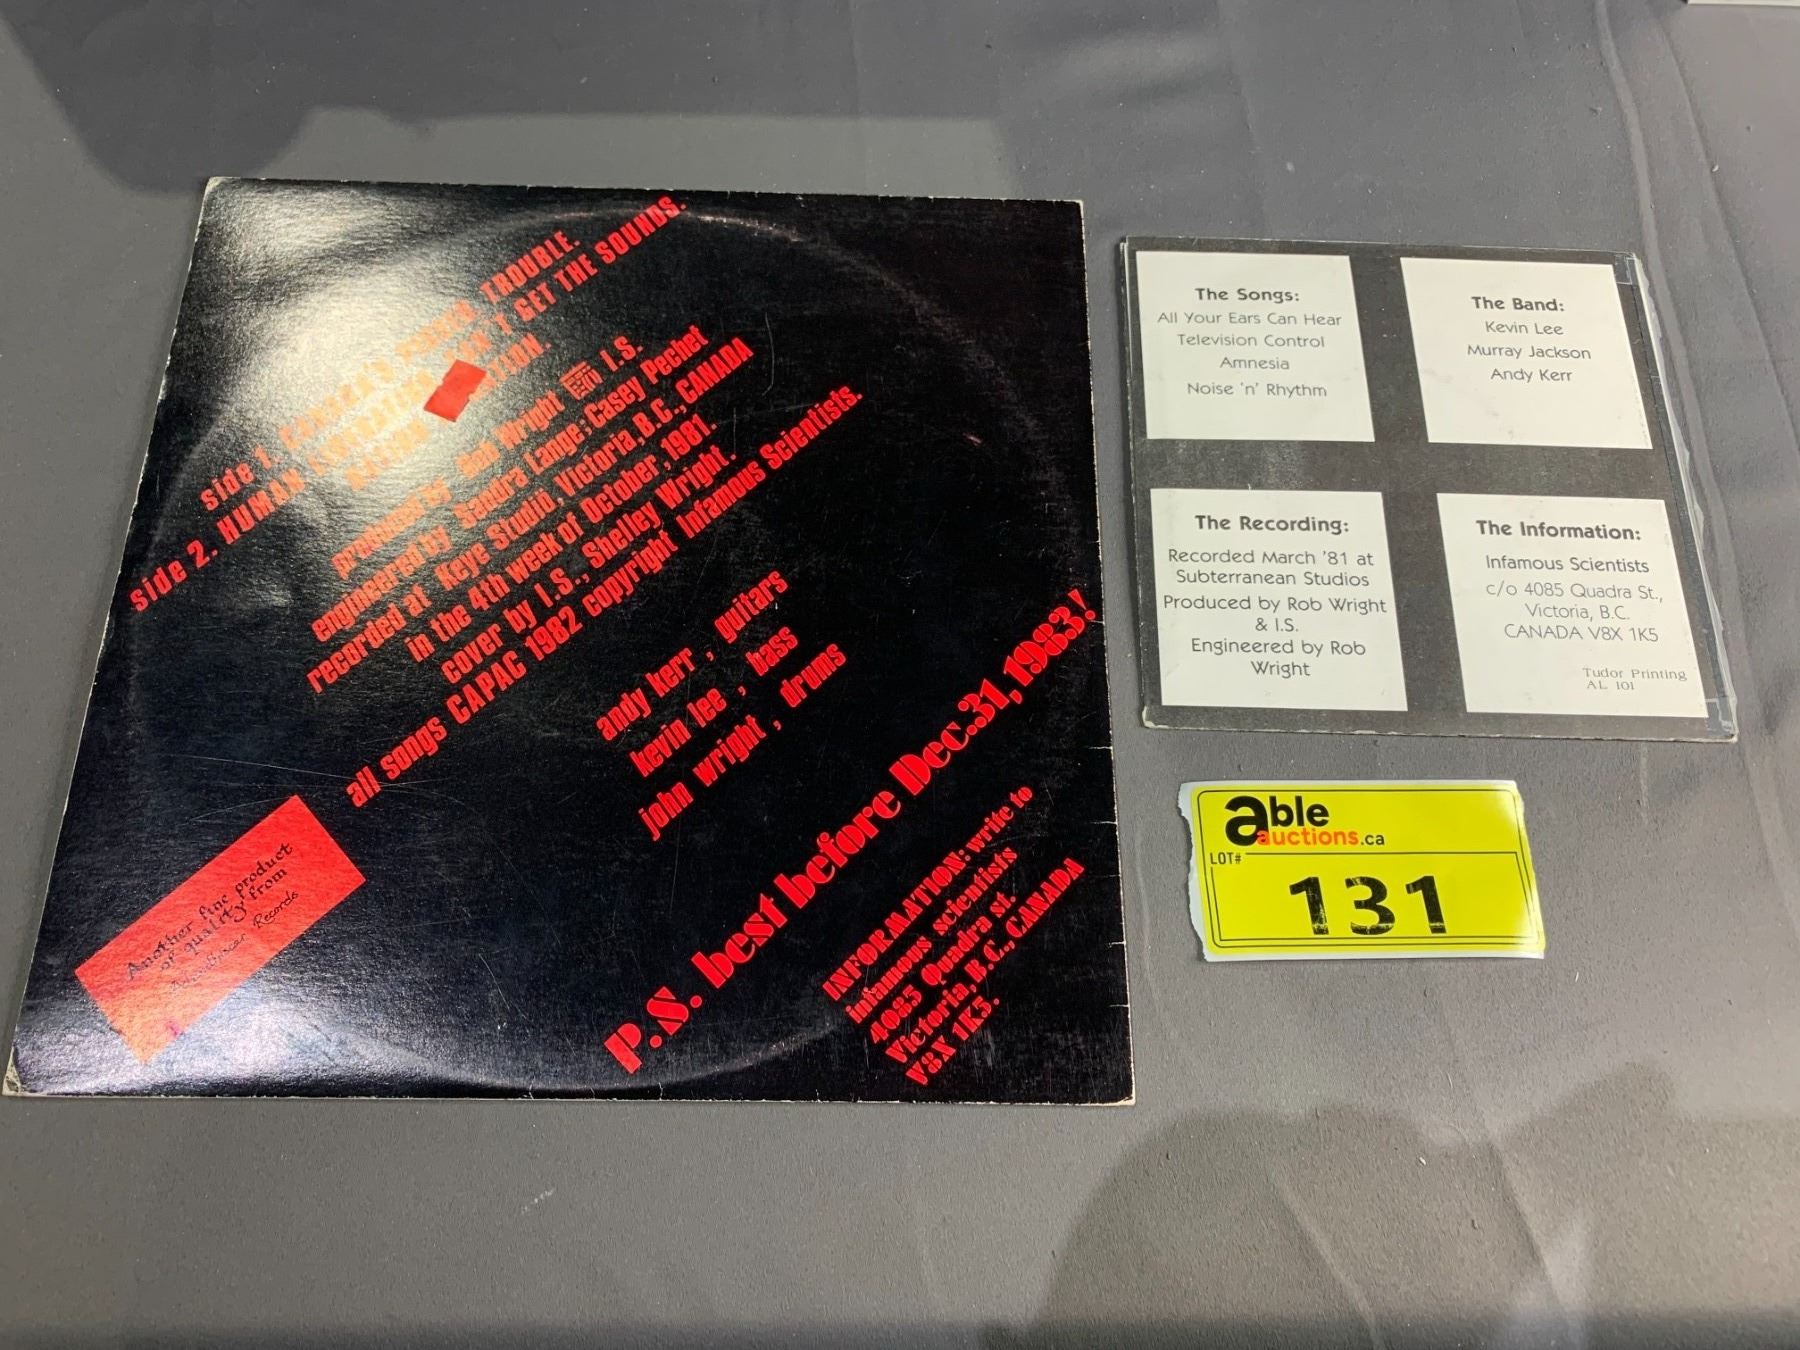 side 1. TROUBLE.
side 2. HUMAN GET THE SOUNDS.
produced by and Wright I.S.
engineered by Sandra Lange; Casey Pechet
recorded at Keye Studii, Victoria, B.C., CANADA
in the 4th week of October, 1981.
cover by I.S., Shelley Wright.
all songs CAPAC 1982 copyright Infamous Scientists.
andy kerr, guitars
kevin lee, bass
john wright, drums
P.S. best before Dec.31, 1983!
INFORMATION: write to
infamous scientists
4085 Quadra st.
Victoria, B.C., CANADA
V8X 1K5.
Another fine product
of quality from
Records
The Songs:
All Your Ears Can Hear
Television Control
Amnesia
Noise 'n' Rhythm
The Band:
Kevin Lee
Murray Jackson
Andy Kerr
The Recording:
Recorded March '81 at
Subterranean Studios
Produced by Rob Wright
& I.S.
Engineered by Rob
Wright
The Information:
Infamous Scientists
c/o 4085 Quadra St.,
Victoria, B.C.
CANADA V8X 1K5
Tudor Printing
AL 101
able
auctions.ca
LOT#
131